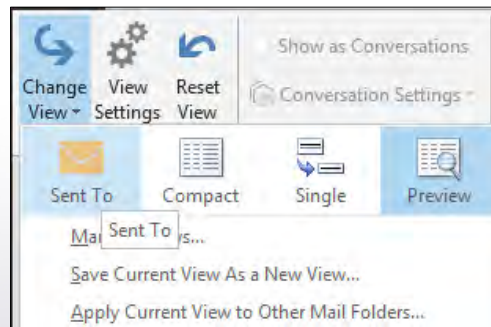 Show as Conversations
Change View Reset
View Settings View
Conversation Settings
Sent To Compact Single Preview
Sent To
Save Current View As a New View...
Apply Current View to Other Mail Folders...